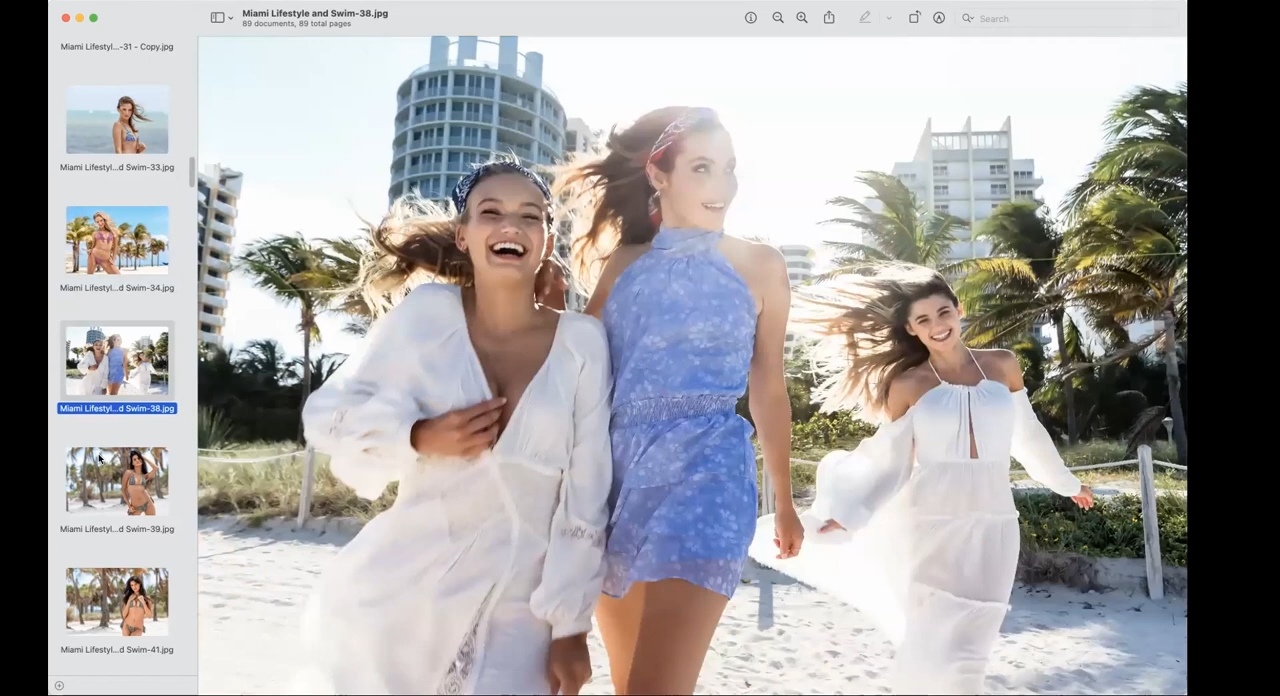 Miami Lifestyle and Swim-38.jpg
89 documents, 89 total pages
Search
Miami Lifestyl...-31 - Copy.jpg
Miami Lifestyl...d Swim-33.jpg
Miami Lifestyl...d Swim-34.jpg
Miami Lifestyl...d Swim-38.jpg
Miami Lifestyl...d Swim-39.jpg
Miami Lifestyl...d Swim-41.jpg